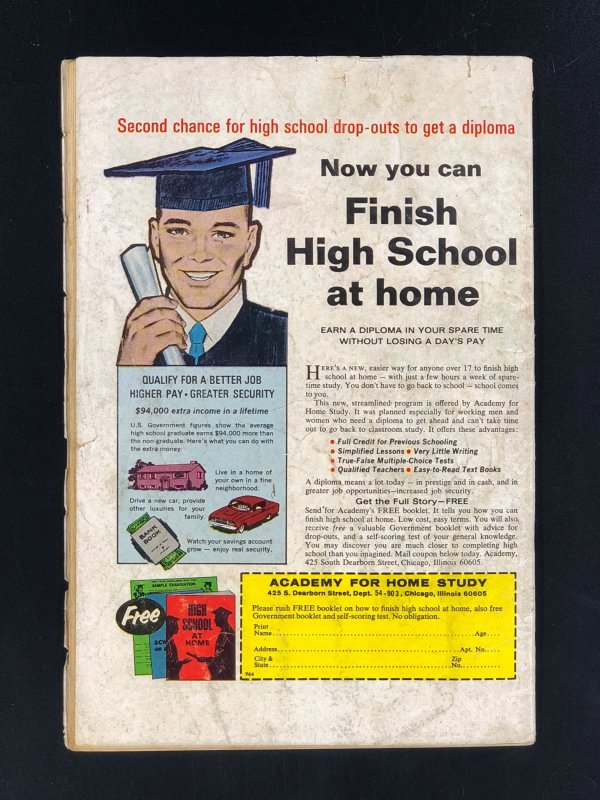 Second chance for high school drop-outs to get a diploma
Now you can
Finish
High School
at home
EARN A DIPLOMA IN YOUR SPARE TIME
WITHOUT LOSING A DAY'S PAY
QUALIFY FOR A BETTER JOB
HIGHER PAY • GREATER SECURITY
$94,000 extra income in a lifetime
U.S. Government figures show the average
high school graduate earns $94,000 more than
the non-graduate. Here's what you can do with
the extra money:
Live in a home of
your own in a fine
neighborhood.
Drive a new car, provide
other luxuries for your
family.
BANK
BOOK
Watch your savings account
grow — enjoy real security.
HERE'S A NEW, easier way for anyone over 17 to finish high
school at home — with just a few hours a week of spare-
time study. You don't have to go back to school — school comes
to you.
This new, streamlined program is offered by Academy for
Home Study. It was planned especially for working men and
women who need a diploma to get ahead and can't take time
out to go back to classroom study. It offers these advantages:
• Full Credit for Previous Schooling
• Simplified Lessons • Very Little Writing
• True-False Multiple-Choice Tests
• Qualified Teachers • Easy-to-Read Text Books
A diploma means a lot today — in prestige and in cash, and in
greater job opportunities—increased job security.
Get the Full Story—FREE
Send for Academy's FREE booklet. It tells you how you can
finish high school at home. Low cost, easy terms. You will also
receive free a valuable Government booklet with advice for
drop-outs, and a self-scoring test of your general knowledge.
You may discover you are much closer to completing high
school than you imagined. Mail coupon below today. Academy,
425 South Dearborn Street, Chicago, Illinois 60605.
Free
SAMPLE EXAMINATION
HIGH
SCHOOL
AT
HOME
ACADEMY FOR HOME STUDY
425 S. Dearborn Street, Dept. 54-903, Chicago, Illinois 60605
Please rush FREE booklet on how to finish high school at home, also free
Government booklet and self-scoring test. No obligation.
Print
Name Age
Address Apt. No.
City & Zip
State No.
P64